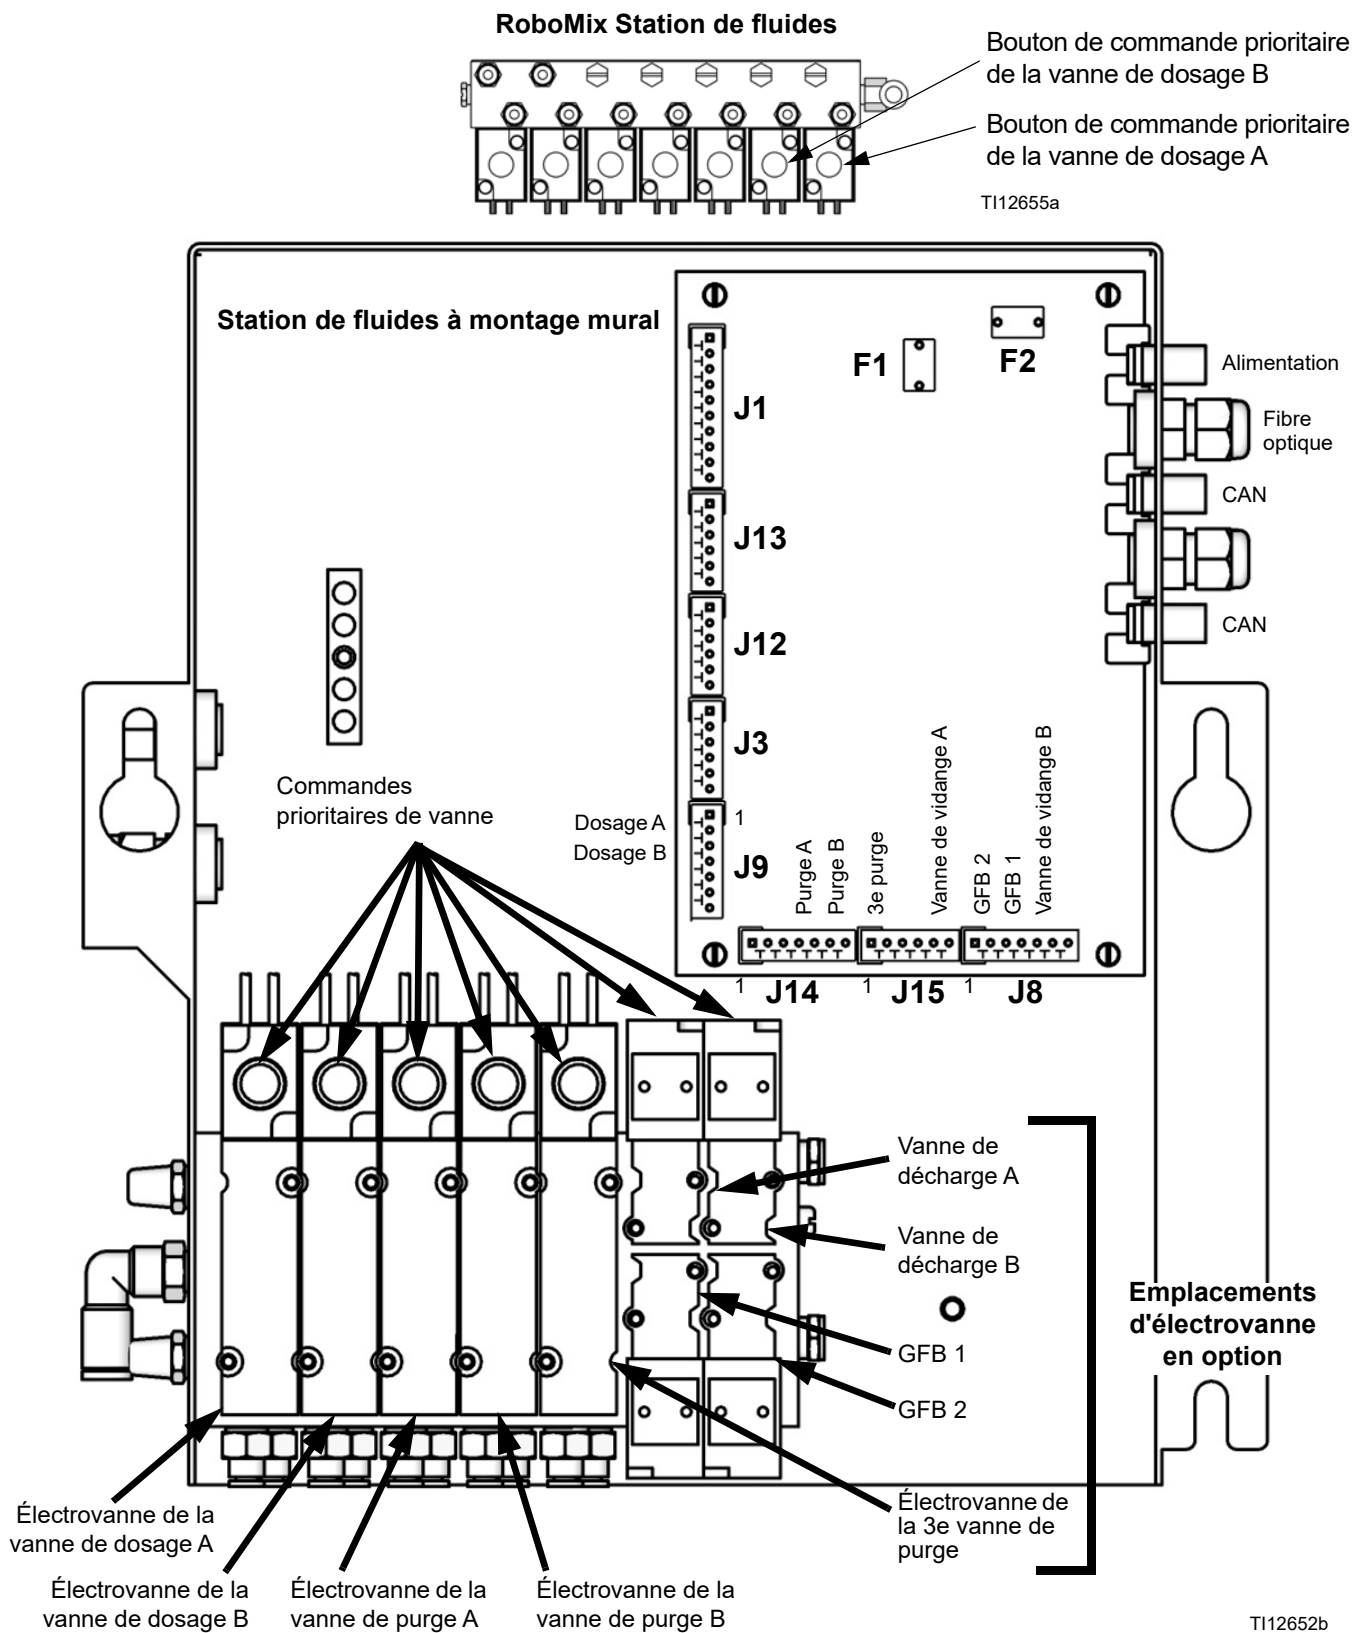 RoboMix Station de fluides
Bouton de commande prioritaire
de la vanne de dosage B
Bouton de commande prioritaire
de la vanne de dosage A
TI12655a
Station de fluides à montage mural
F1
F2
J1
J13
J12
J3
J9
Alimentation
Fibre
optique
CAN
CAN
Commandes
prioritaires de vanne
Dosage A
Dosage B
1
Purge A
Purge B
3e purge
Vanne de vidange A
GFB 2
GFB 1
Vanne de vidange B
1
J14
1
J15
1
J8
Vanne de
décharge A
Vanne de
décharge B
GFB 1
GFB 2
Emplacements
d'électrovanne
en option
Électrovanne de
la 3e vanne de
purge
Électrovanne de la
vanne de dosage A
Électrovanne de la
vanne de dosage B
Électrovanne de la
vanne de purge A
Électrovanne de la
vanne de purge B
TI12652b